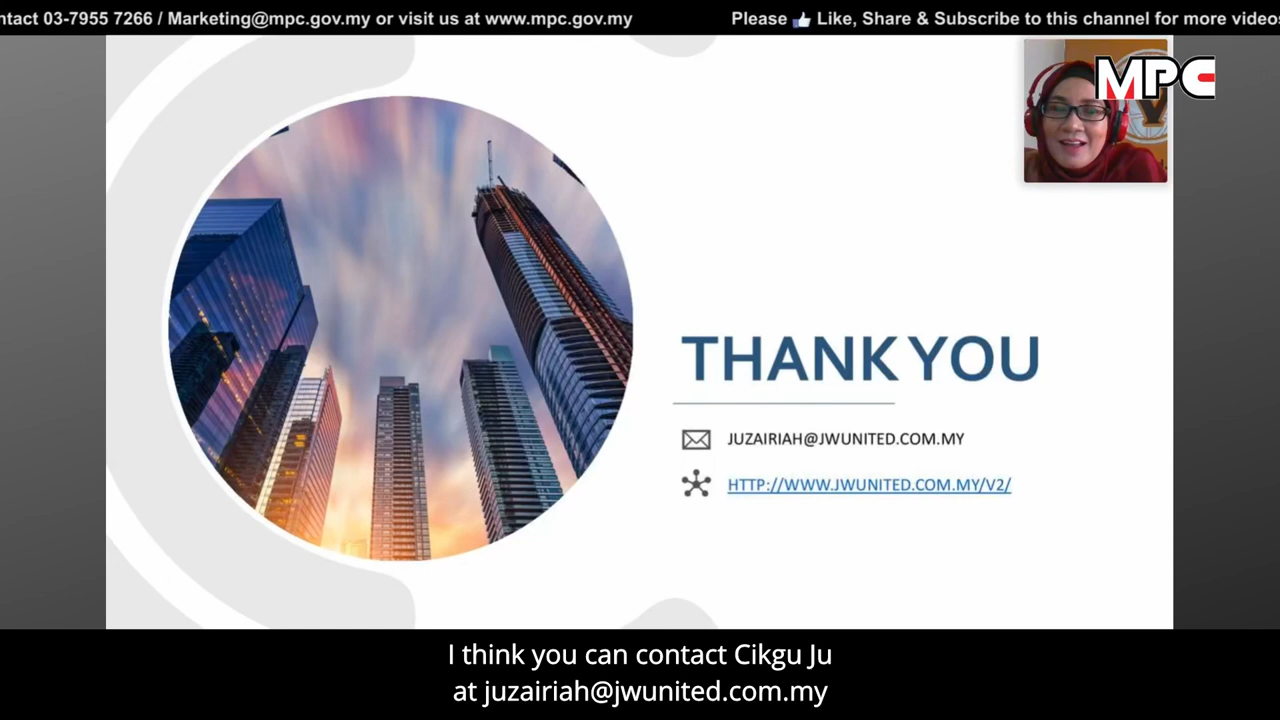 ntact 03-7955 7266 / Marketing@mpc.gov.my or visit us at www.mpc.gov.my
Please 👍 Like, Share & Subscribe to this channel for more videos
MPC
THANK YOU
JUZAIRIAH@JWUNITED.COM.MY
HTTP://WWW.JWUNITED.COM.MY/V2/
I think you can contact Cikgu Ju
at juzairiah@jwunited.com.my